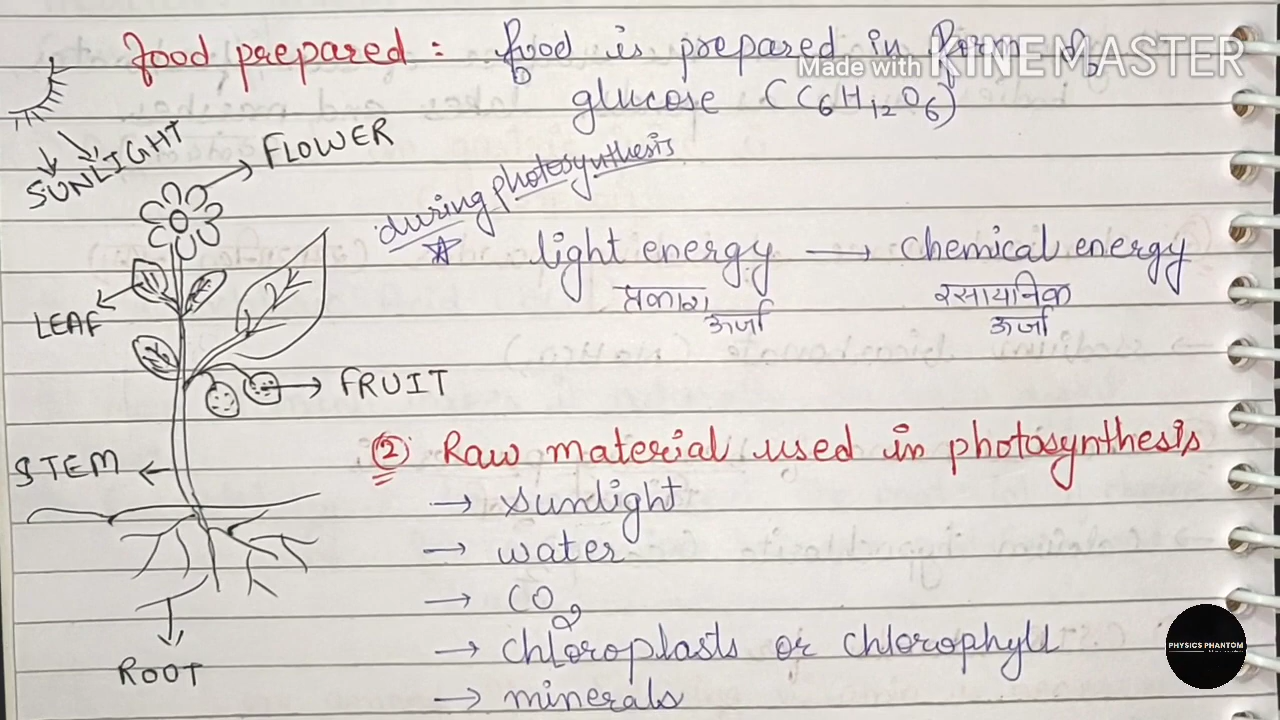 food prepared : food is prepared in form of
Made with KINEMASTER
glucose (C6H12O6)
SUNLIGHT
FLOWER
during photosynthesis
☆ light energy → chemical energy
प्रकाश रसायनिक
ऊर्जा ऊर्जा
LEAF
FRUIT
STEM
② Raw material used in photosynthesis
→ sunlight
→ water
→ CO2
→ chloroplasts or chlorophyll
→ minerals
ROOT
PHYSICS PHANTOM